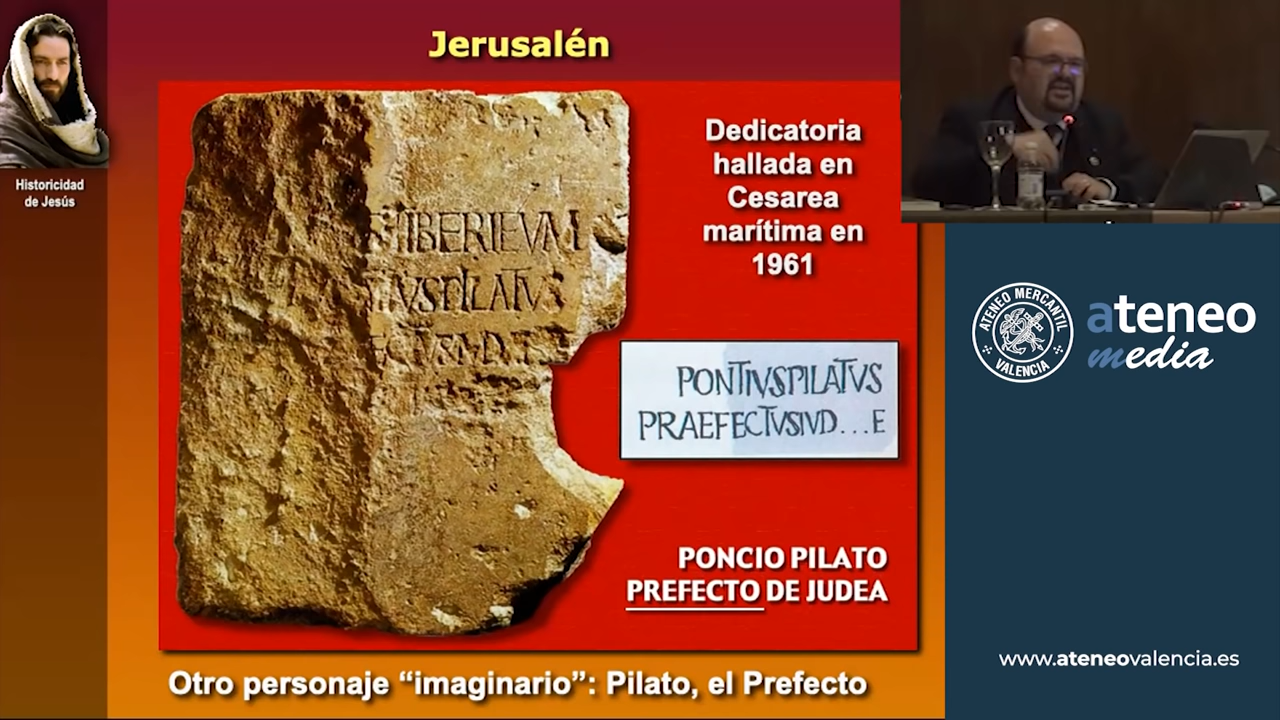 Jerusalén
Historicidad
de Jesús
Dedicatoria
hallada en
Cesarea
marítima en
1961
TIBERIEVM
TIVSPILATVS
PONTIVSPILATVS
PRAEFECTVSIVD...E
PONCIO PILATO
PREFECTO DE JUDEA
Otro personaje “imaginario”: Pilato, el Prefecto
ATENEO MERCANTIL
VALENCIA
ateneo
media
www.ateneovalencia.es